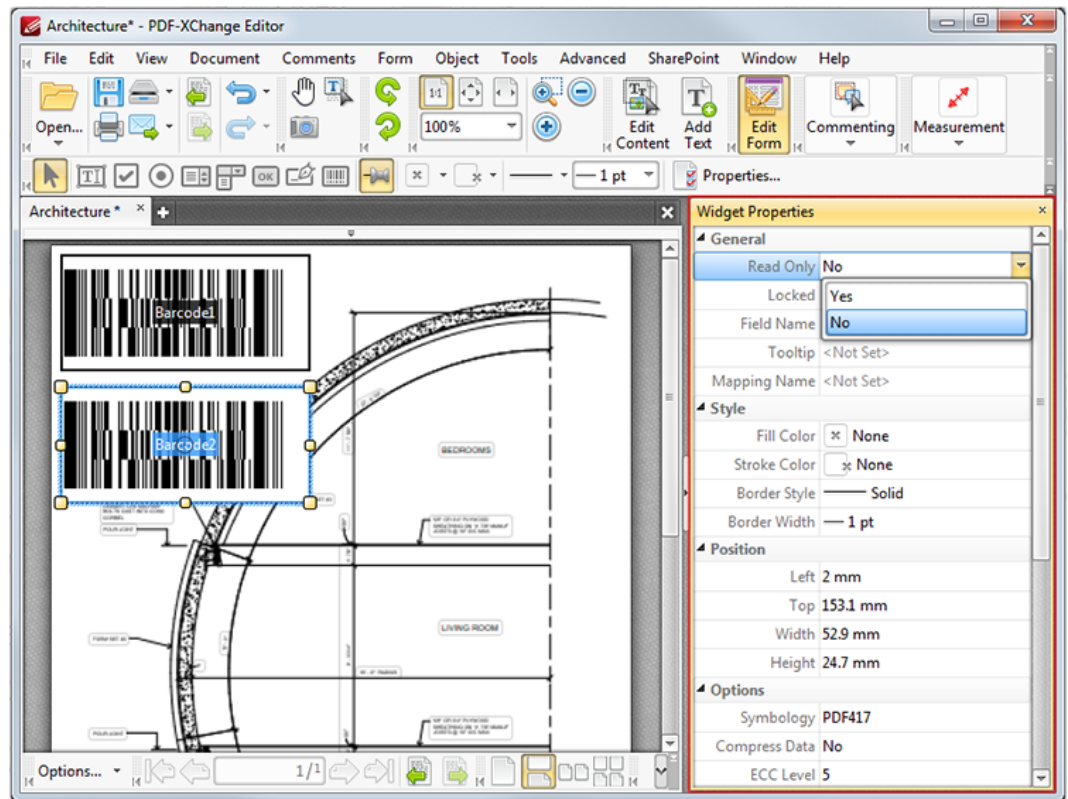 Architecture* - PDF-XChange Editor
File Edit View Document Comments Form Object Tools Advanced SharePoint Window Help
Open...
100%
Edit Content
Add Text
Edit Form
Commenting
Measurement
1 pt
Properties...
Architecture *
Widget Properties
General
Read Only No
Yes
No
Locked
Field Name
Tooltip <Not Set>
Mapping Name <Not Set>
Style
Fill Color None
Stroke Color None
Border Style Solid
Border Width 1 pt
Position
Left 2 mm
Top 153.1 mm
Width 52.9 mm
Height 24.7 mm
Options
Symbology PDF417
Compress Data No
ECC Level 5
Barcode1
Barcode2
BEDROOMS
LIVING ROOM
Options...
1/1